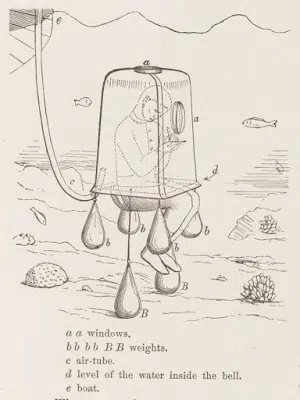 e
a
a
c
d
b
b
b
b
B
B
a a windows.
b b b b B B weights.
c air-tube.
d level of the water inside the bell.
e boat.